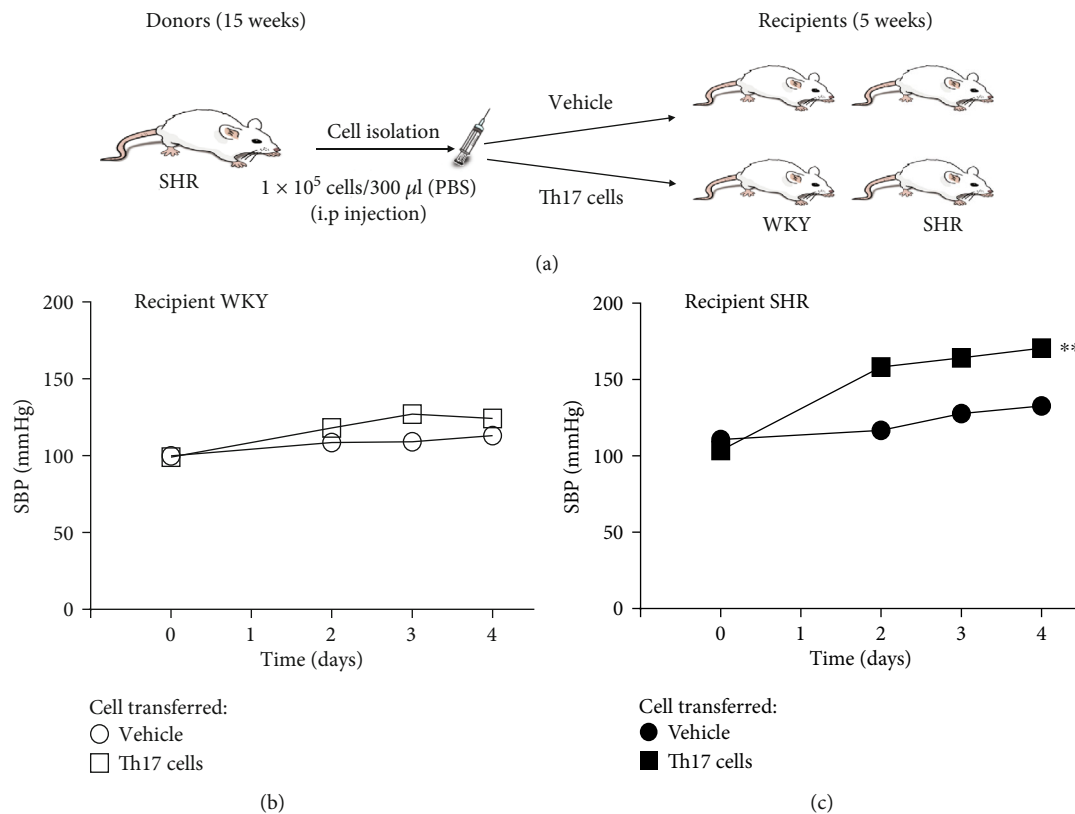 Donors (15 weeks)
Recipients (5 weeks)
SHR
Cell isolation
1 × 10⁵ cells/300 μl (PBS)
(i.p injection)
Vehicle
Th17 cells
WKY
SHR
(a)
Recipient WKY
200
150
100
50
0
SBP (mmHg)
0 1 2 3 4
Time (days)
Cell transferred:
Vehicle
Th17 cells
(b)
Recipient SHR
200
150
100
50
0
SBP (mmHg)
**
0 1 2 3 4
Time (days)
Cell transferred:
Vehicle
Th17 cells
(c)